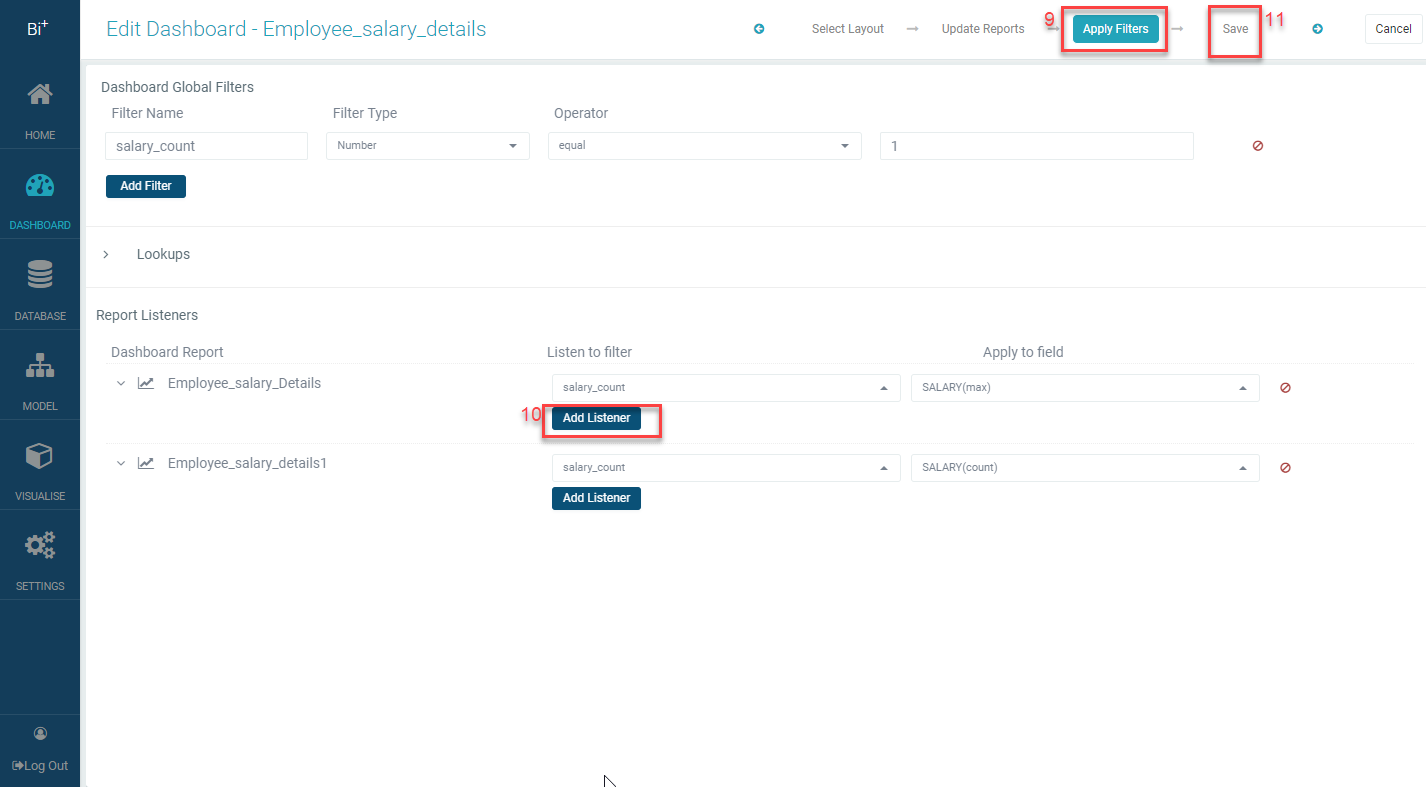 Bi+
HOME
DASHBOARD
DATABASE
MODEL
VISUALISE
SETTINGS
Log Out
Edit Dashboard - Employee_salary_details
Select Layout
Update Reports
9
Apply Filters
Save
11
Cancel
Dashboard Global Filters
Filter Name Filter Type Operator
salary_count Number equal 1
Add Filter
Lookups
Report Listeners
Dashboard Report Listen to filter Apply to field
Employee_salary_Details salary_count SALARY(max)
10 Add Listener
Employee_salary_details1 salary_count SALARY(count)
Add Listener